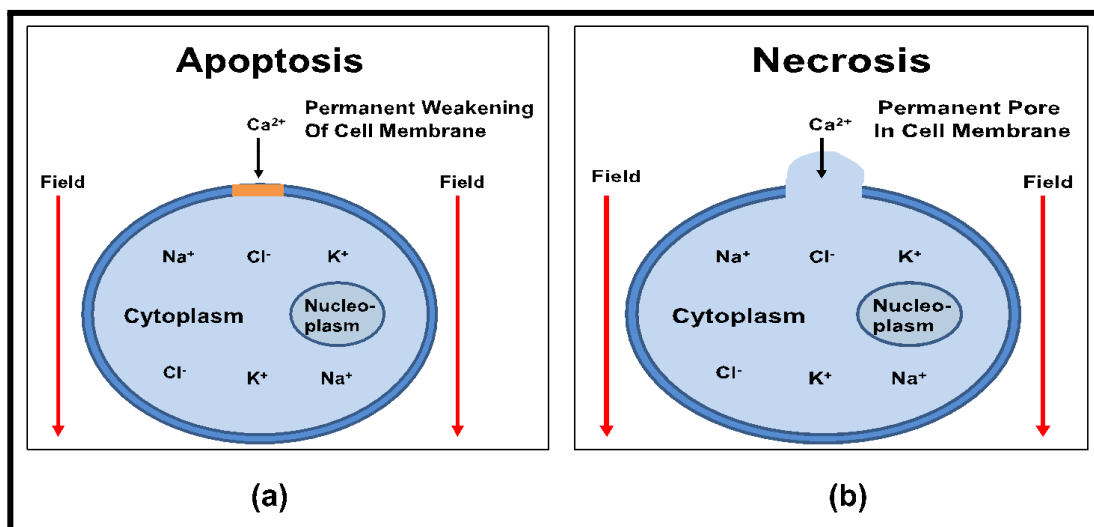 Apoptosis
Permanent Weakening
Of Cell Membrane
Ca²⁺
Field
Field
Na⁺ Cl⁻ K⁺
Cytoplasm
Nucleo-
plasm
Cl⁻ K⁺ Na⁺
(a)
Necrosis
Permanent Pore
In Cell Membrane
Ca²⁺
Field
Field
Na⁺ Cl⁻ K⁺
Cytoplasm
Nucleo-
plasm
Cl⁻ K⁺ Na⁺
(b)